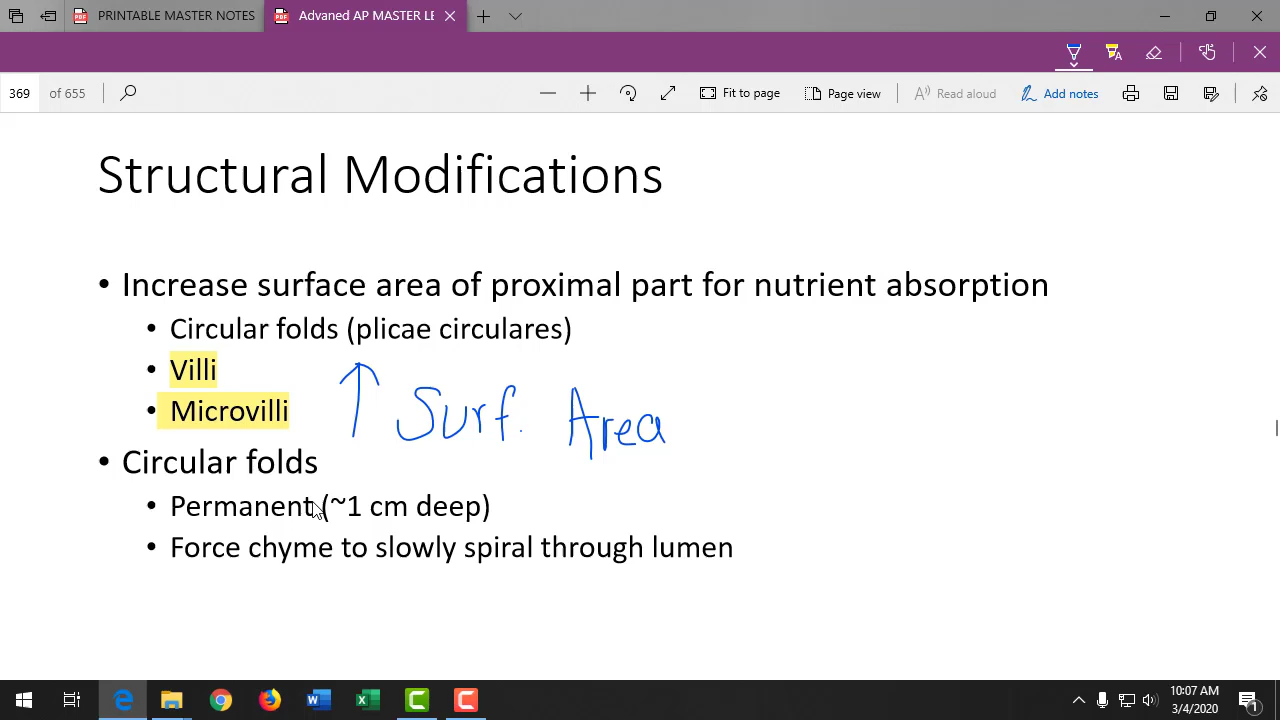 PRINTABLE MASTER NOTES
Advaned AP MASTER LE
369 of 655
Fit to page
Page view
Read aloud
Add notes
Structural Modifications
• Increase surface area of proximal part for nutrient absorption
• Circular folds (plicae circulares)
• Villi
• Microvilli
↑ Surf. Area
• Circular folds
• Permanent (~1 cm deep)
• Force chyme to slowly spiral through lumen
10:07 AM
3/4/2020